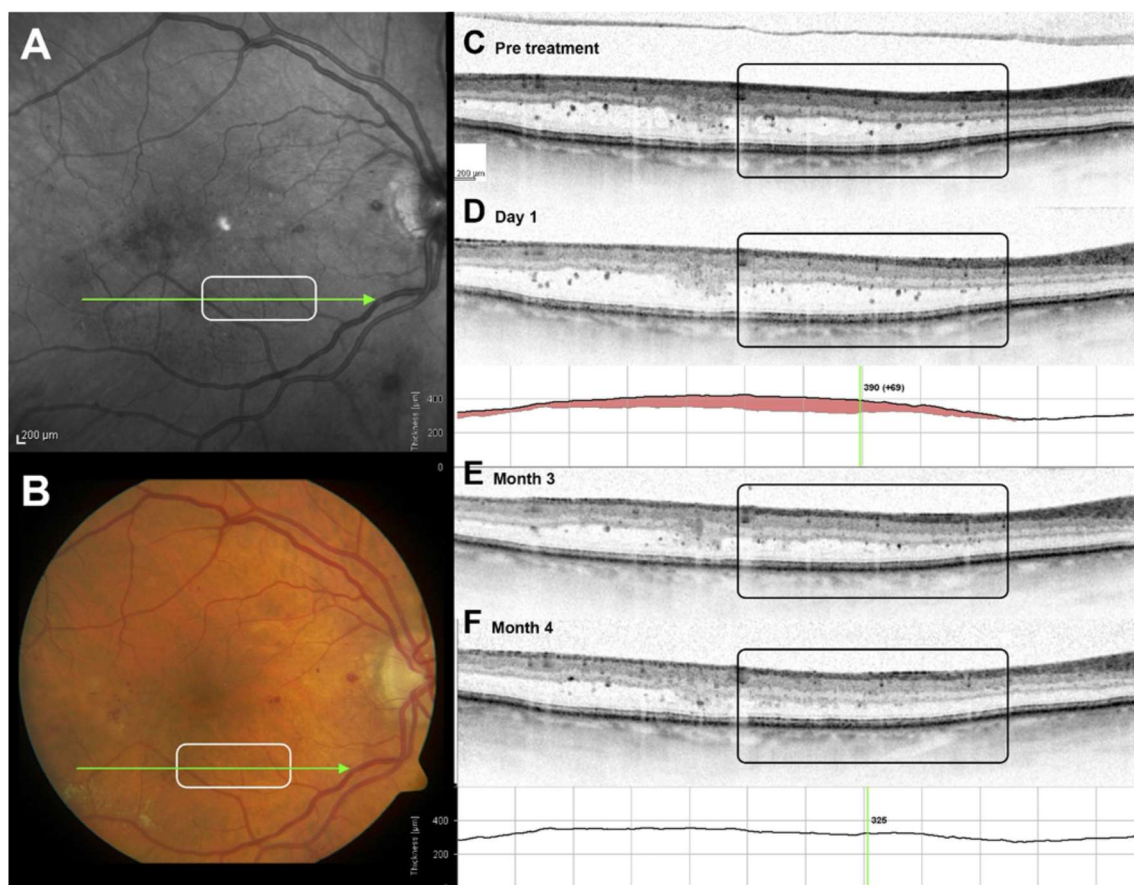 A
200 µm
B
C Pre treatment
200 µm
D Day 1
Thickness [µm]
400
200
0
390 (+69)
E Month 3
F Month 4
Thickness [µm]
400
200
325